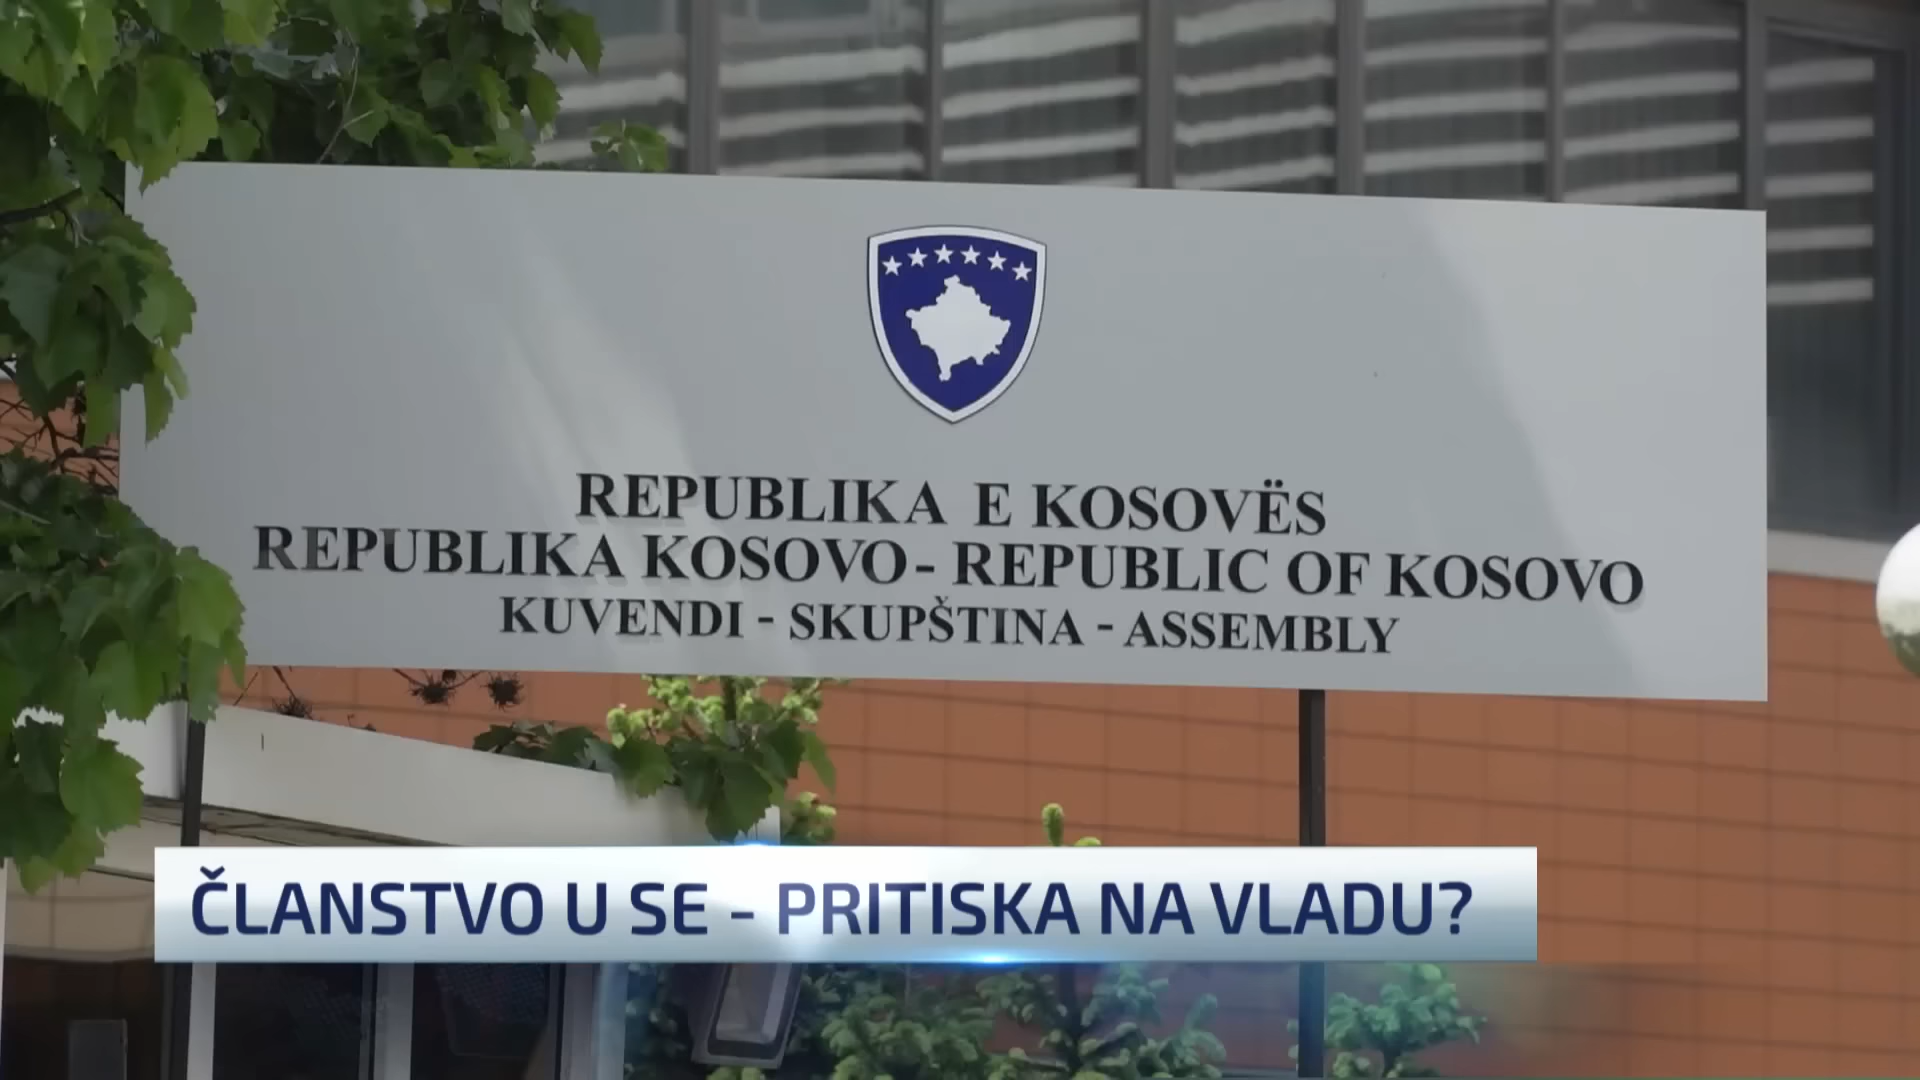 REPUBLIKA E KOSOVËS
REPUBLIKA KOSOVO - REPUBLIC OF KOSOVO
KUVENDI - SKUPŠTINA - ASSEMBLY
ČLANSTVO U SE - PRITISKA NA VLADU?